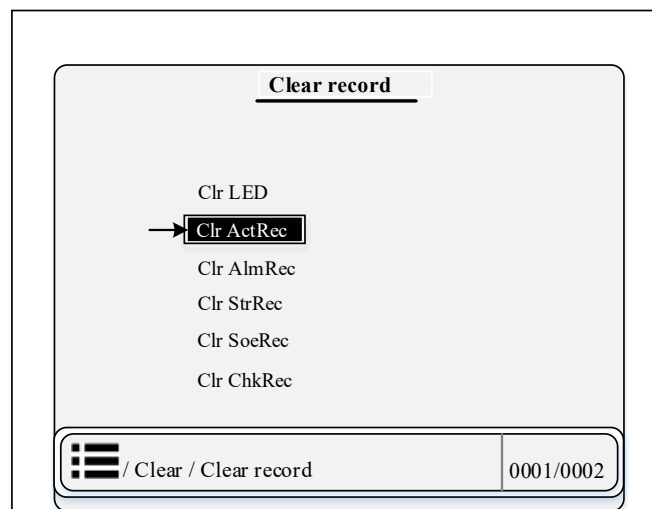 Clear record
Clr LED
Clr ActRec
Clr AlmRec
Clr StrRec
Clr SoeRec
Clr ChkRec
/ Clear / Clear record
0001/0002